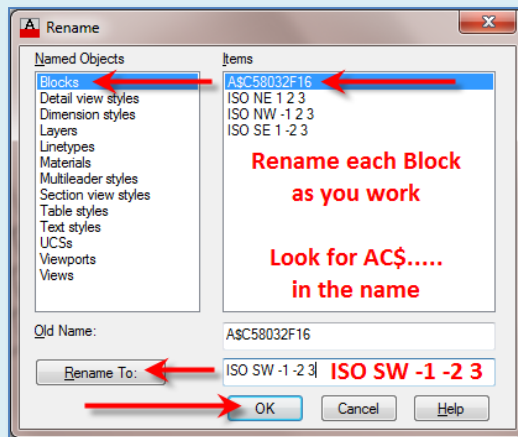 Rename
Named Objects
Blocks
Detail view styles
Dimension styles
Layers
Linetypes
Materials
Multileader styles
Section view styles
Table styles
Text styles
UCSs
Viewports
Views
Items
A$C58032F16
ISO NE 1 2 3
ISO NW -1 2 3
ISO SE 1 -2 3
Rename each Block
as you work
Look for AC$.....
in the name
Old Name:
A$C58032F16
Rename To:
ISO SW -1 -2 3
ISO SW -1 -2 3
OK
Cancel
Help